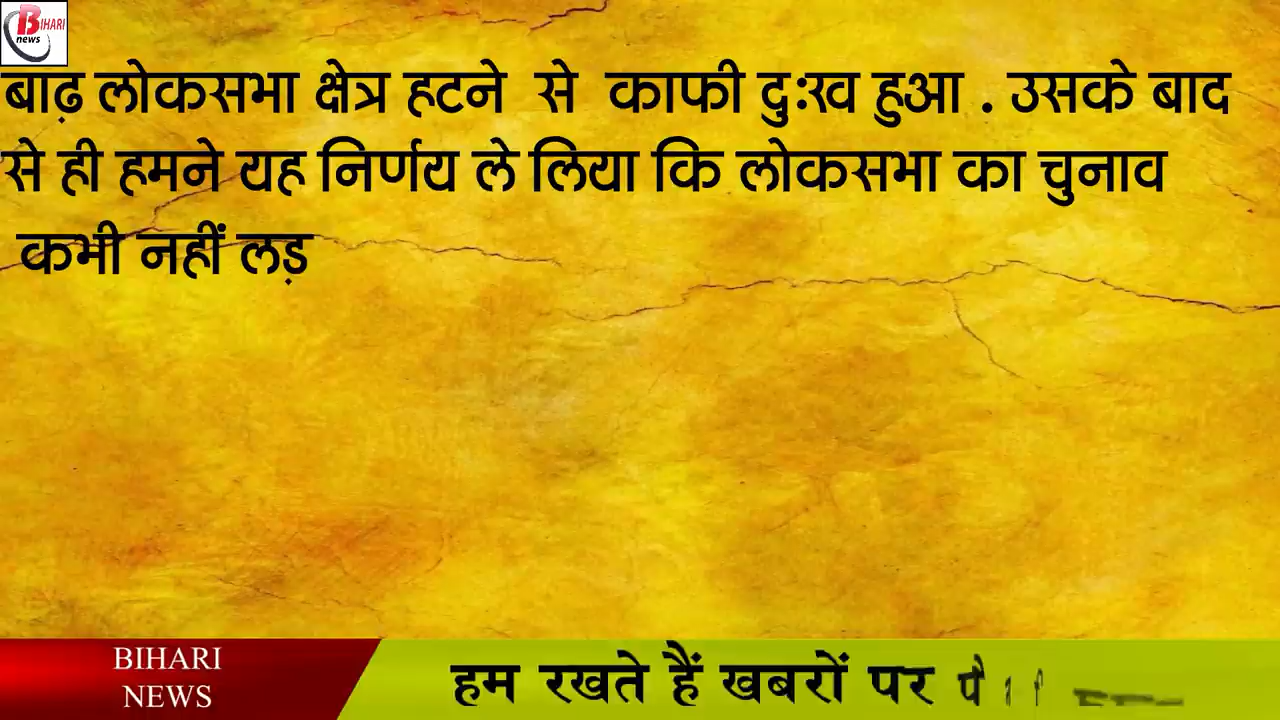 BIHARI
news
बाढ़ लोकसभा क्षेत्र हटने से काफी दुःख हुआ . उसके बाद
से ही हमने यह निर्णय ले लिया कि लोकसभा का चुनाव
कभी नहीं लड़
BIHARI
NEWS
हम रखते हैं खबरों पर